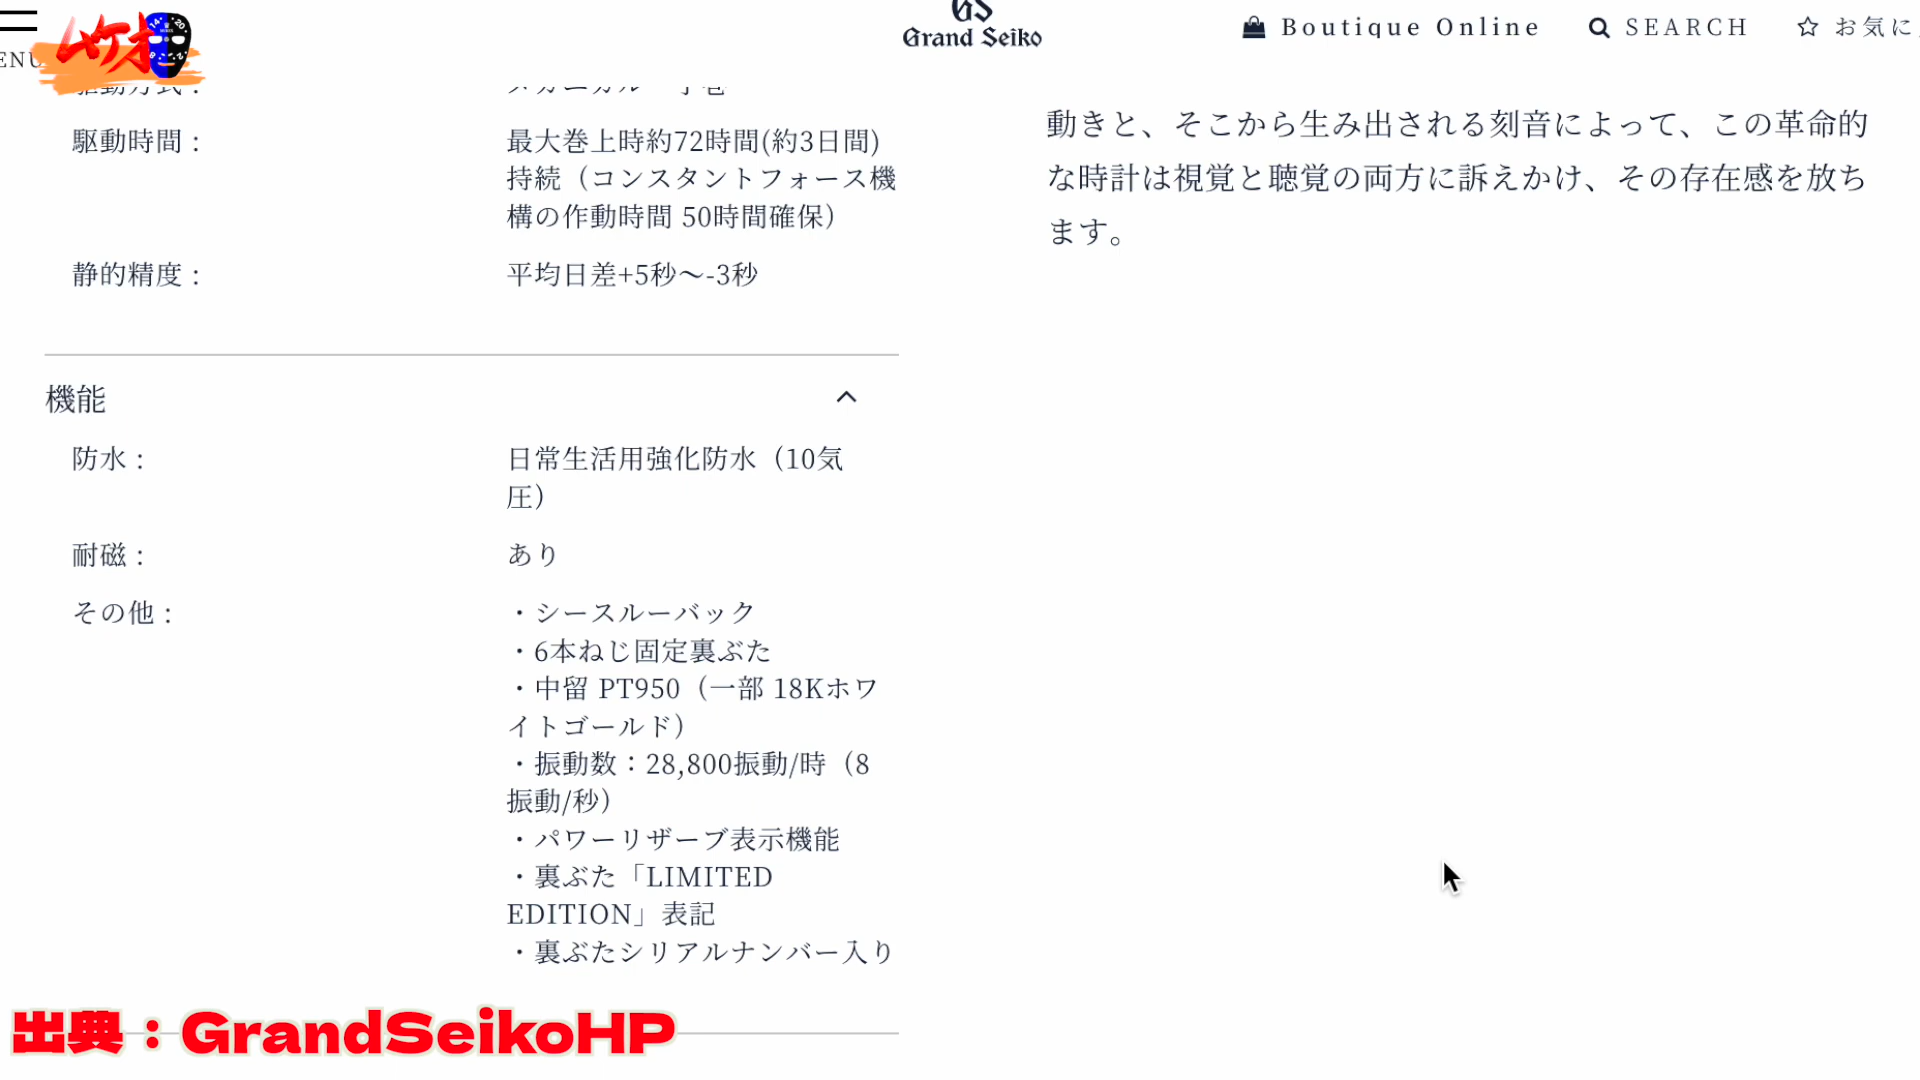 GS
Grand Seiko
Boutique Online
SEARCH
お気に
ENU
駆動方式：
メカニカル 手巻
駆動時間：
最大巻上時約72時間(約3日間)
持続（コンスタントフォース機
構の作動時間 50時間確保）
静的精度：
平均日差+5秒～-3秒
機能
防水：
日常生活用強化防水（10気
圧）
耐磁：
あり
その他：
・シースルーバック
・6本ねじ固定裏ぶた
・中留 PT950（一部 18Kホワ
イトゴールド）
・振動数：28,800振動/時（8
振動/秒）
・パワーリザーブ表示機能
・裏ぶた「LIMITED
EDITION」表記
・裏ぶたシリアルナンバー入り
動きと、そこから生み出される刻音によって、この革命的
な時計は視覚と聴覚の両方に訴えかけ、その存在感を放ち
ます。
出典：GrandSeikoHP